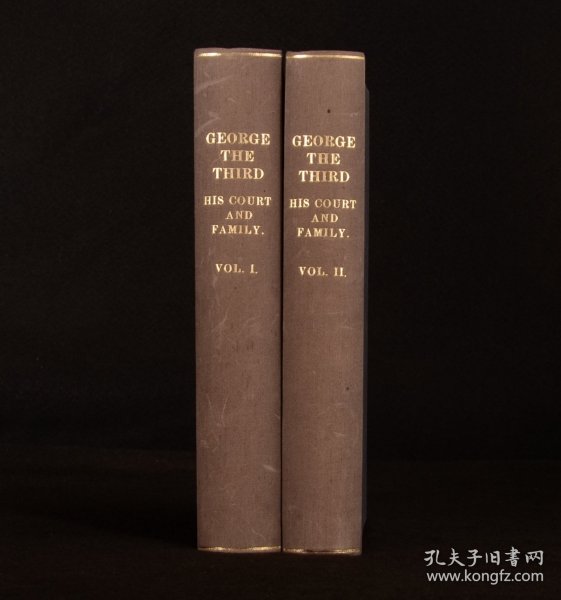 GEORGE
THE
THIRD
HIS COURT
AND
FAMILY.
VOL. I.
GEORGE
THE
THIRD
HIS COURT
AND
FAMILY.
VOL. II.
孔夫子旧書网
www.kongfz.com